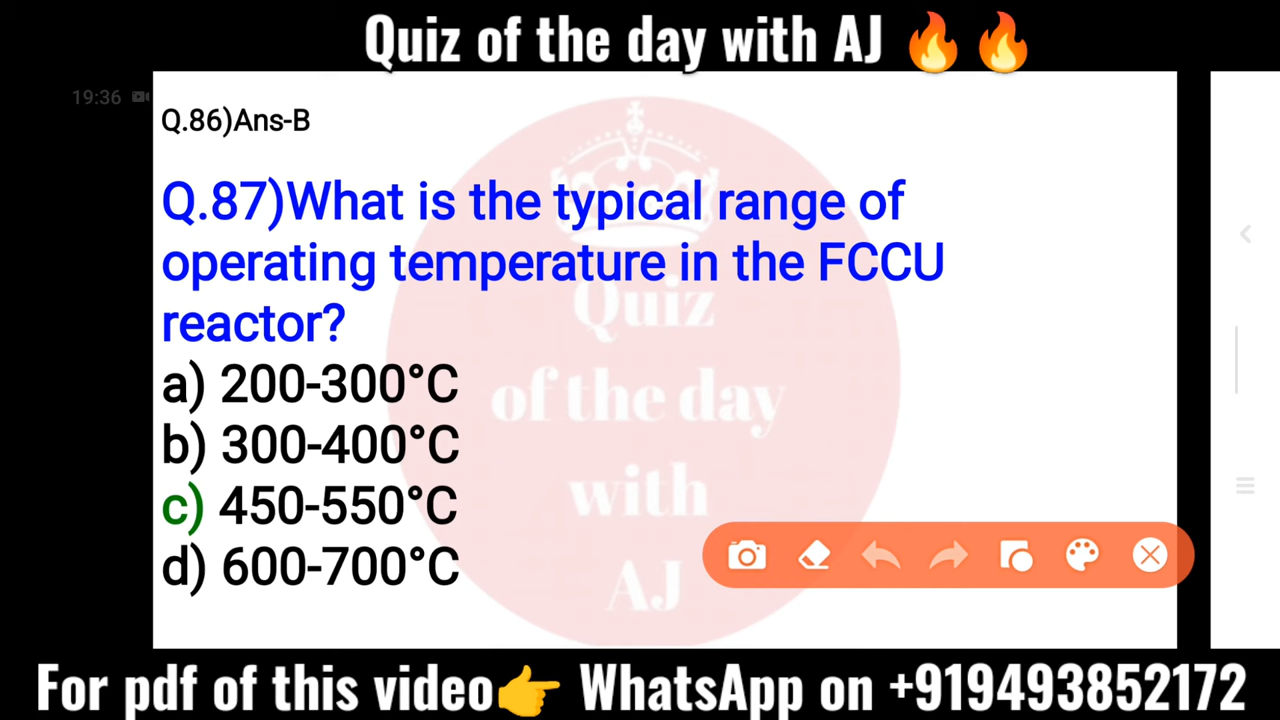 Quiz of the day with AJ 🔥🔥
19:36
Q.86)Ans-B
Q.87)What is the typical range of
operating temperature in the FCCU
reactor?
a) 200-300°C
b) 300-400°C
c) 450-550°C
d) 600-700°C
Quiz
of the day
with
AJ
For pdf of this video👉 WhatsApp on +919493852172